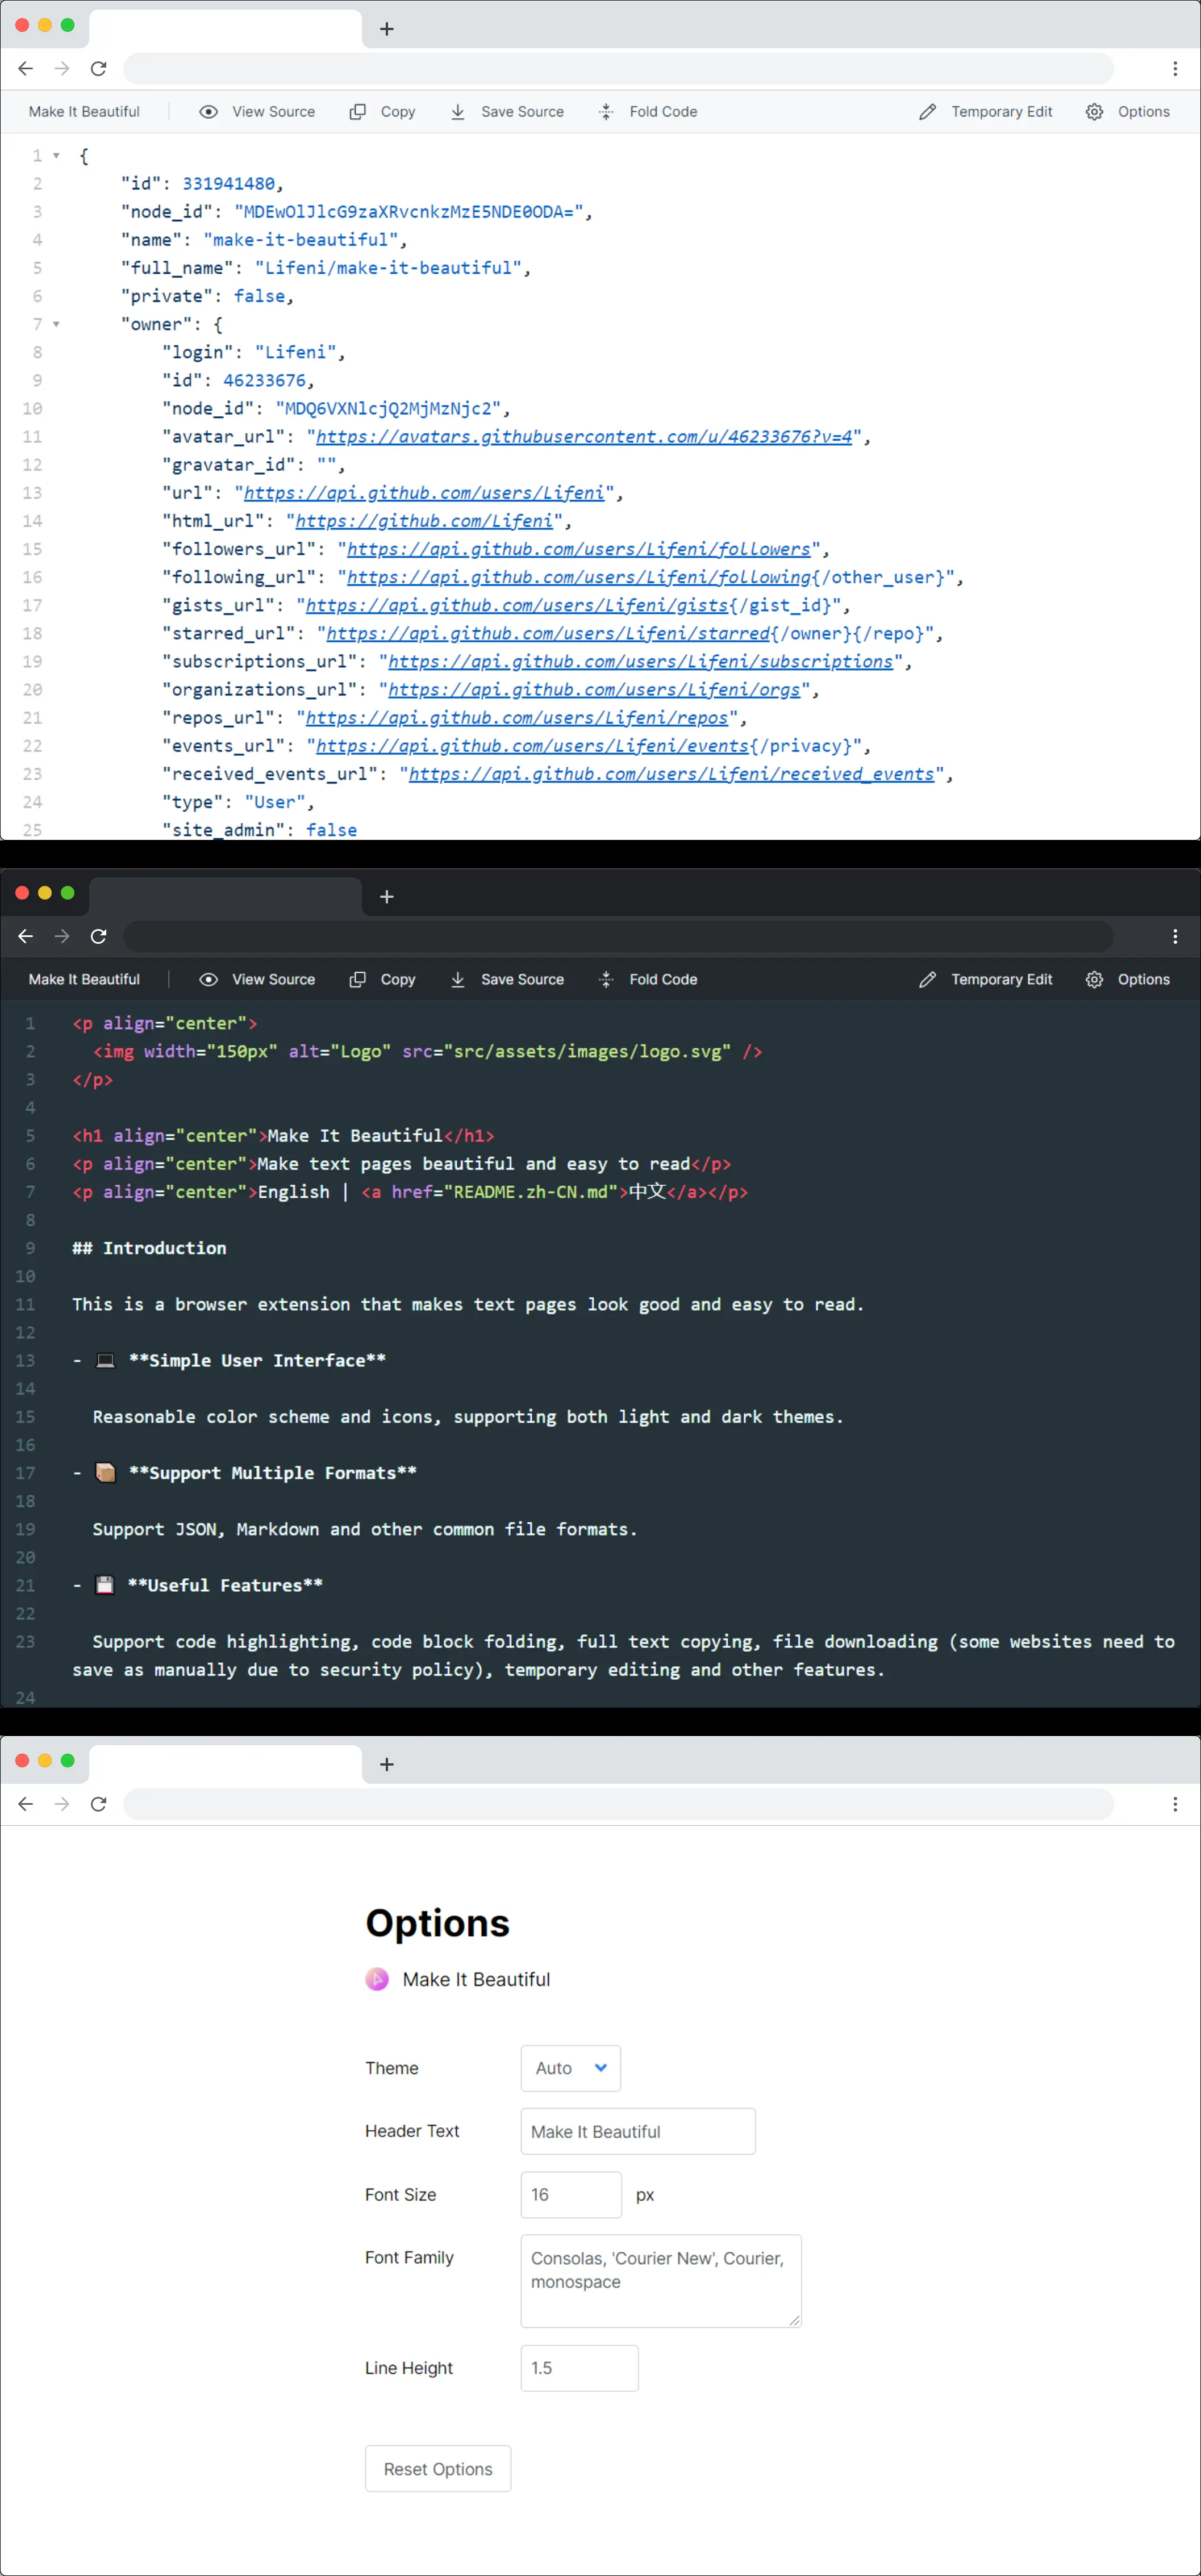 Make It Beautiful View Source Copy Save Source Fold Code Temporary Edit Options
1 {
2 "id": 331941480,
3 "node_id": "MDEwOlJlcG9zaXRvcnkzMzE5NDE0ODA=",
4 "name": "make-it-beautiful",
5 "full_name": "Lifeni/make-it-beautiful",
6 "private": false,
7 "owner": {
8 "login": "Lifeni",
9 "id": 46233676,
10 "node_id": "MDQ6VXNlcjQ2MjMzNjc2",
11 "avatar_url": "https://avatars.githubusercontent.com/u/46233676?v=4",
12 "gravatar_id": "",
13 "url": "https://api.github.com/users/Lifeni",
14 "html_url": "https://github.com/Lifeni",
15 "followers_url": "https://api.github.com/users/Lifeni/followers",
16 "following_url": "https://api.github.com/users/Lifeni/following{/other_user}",
17 "gists_url": "https://api.github.com/users/Lifeni/gists{/gist_id}",
18 "starred_url": "https://api.github.com/users/Lifeni/starred{/owner}{/repo}",
19 "subscriptions_url": "https://api.github.com/users/Lifeni/subscriptions",
20 "organizations_url": "https://api.github.com/users/Lifeni/orgs",
21 "repos_url": "https://api.github.com/users/Lifeni/repos",
22 "events_url": "https://api.github.com/users/Lifeni/events{/privacy}",
23 "received_events_url": "https://api.github.com/users/Lifeni/received_events",
24 "type": "User",
25 "site_admin": false
Make It Beautiful View Source Copy Save Source Fold Code Temporary Edit Options
1 <p align="center">
2 <img width="150px" alt="Logo" src="src/assets/images/logo.svg" />
3 </p>
4
5 <h1 align="center">Make It Beautiful</h1>
6 <p align="center">Make text pages beautiful and easy to read</p>
7 <p align="center">English | <a href="README.zh-CN.md">中文</a></p>
8
9 ## Introduction
10
11 This is a browser extension that makes text pages look good and easy to read.
12
13 - 💻 **Simple User Interface**
14
15 Reasonable color scheme and icons, supporting both light and dark themes.
16
17 - 📦 **Support Multiple Formats**
18
19 Support JSON, Markdown and other common file formats.
20
21 - 💾 **Useful Features**
22
23 Support code highlighting, code block folding, full text copying, file downloading (some websites need to
save as manually due to security policy), temporary editing and other features.
24
Options
Make It Beautiful
Theme Auto
Header Text Make It Beautiful
Font Size 16 px
Font Family Consolas, 'Courier New', Courier,
monospace
Line Height 1.5
Reset Options